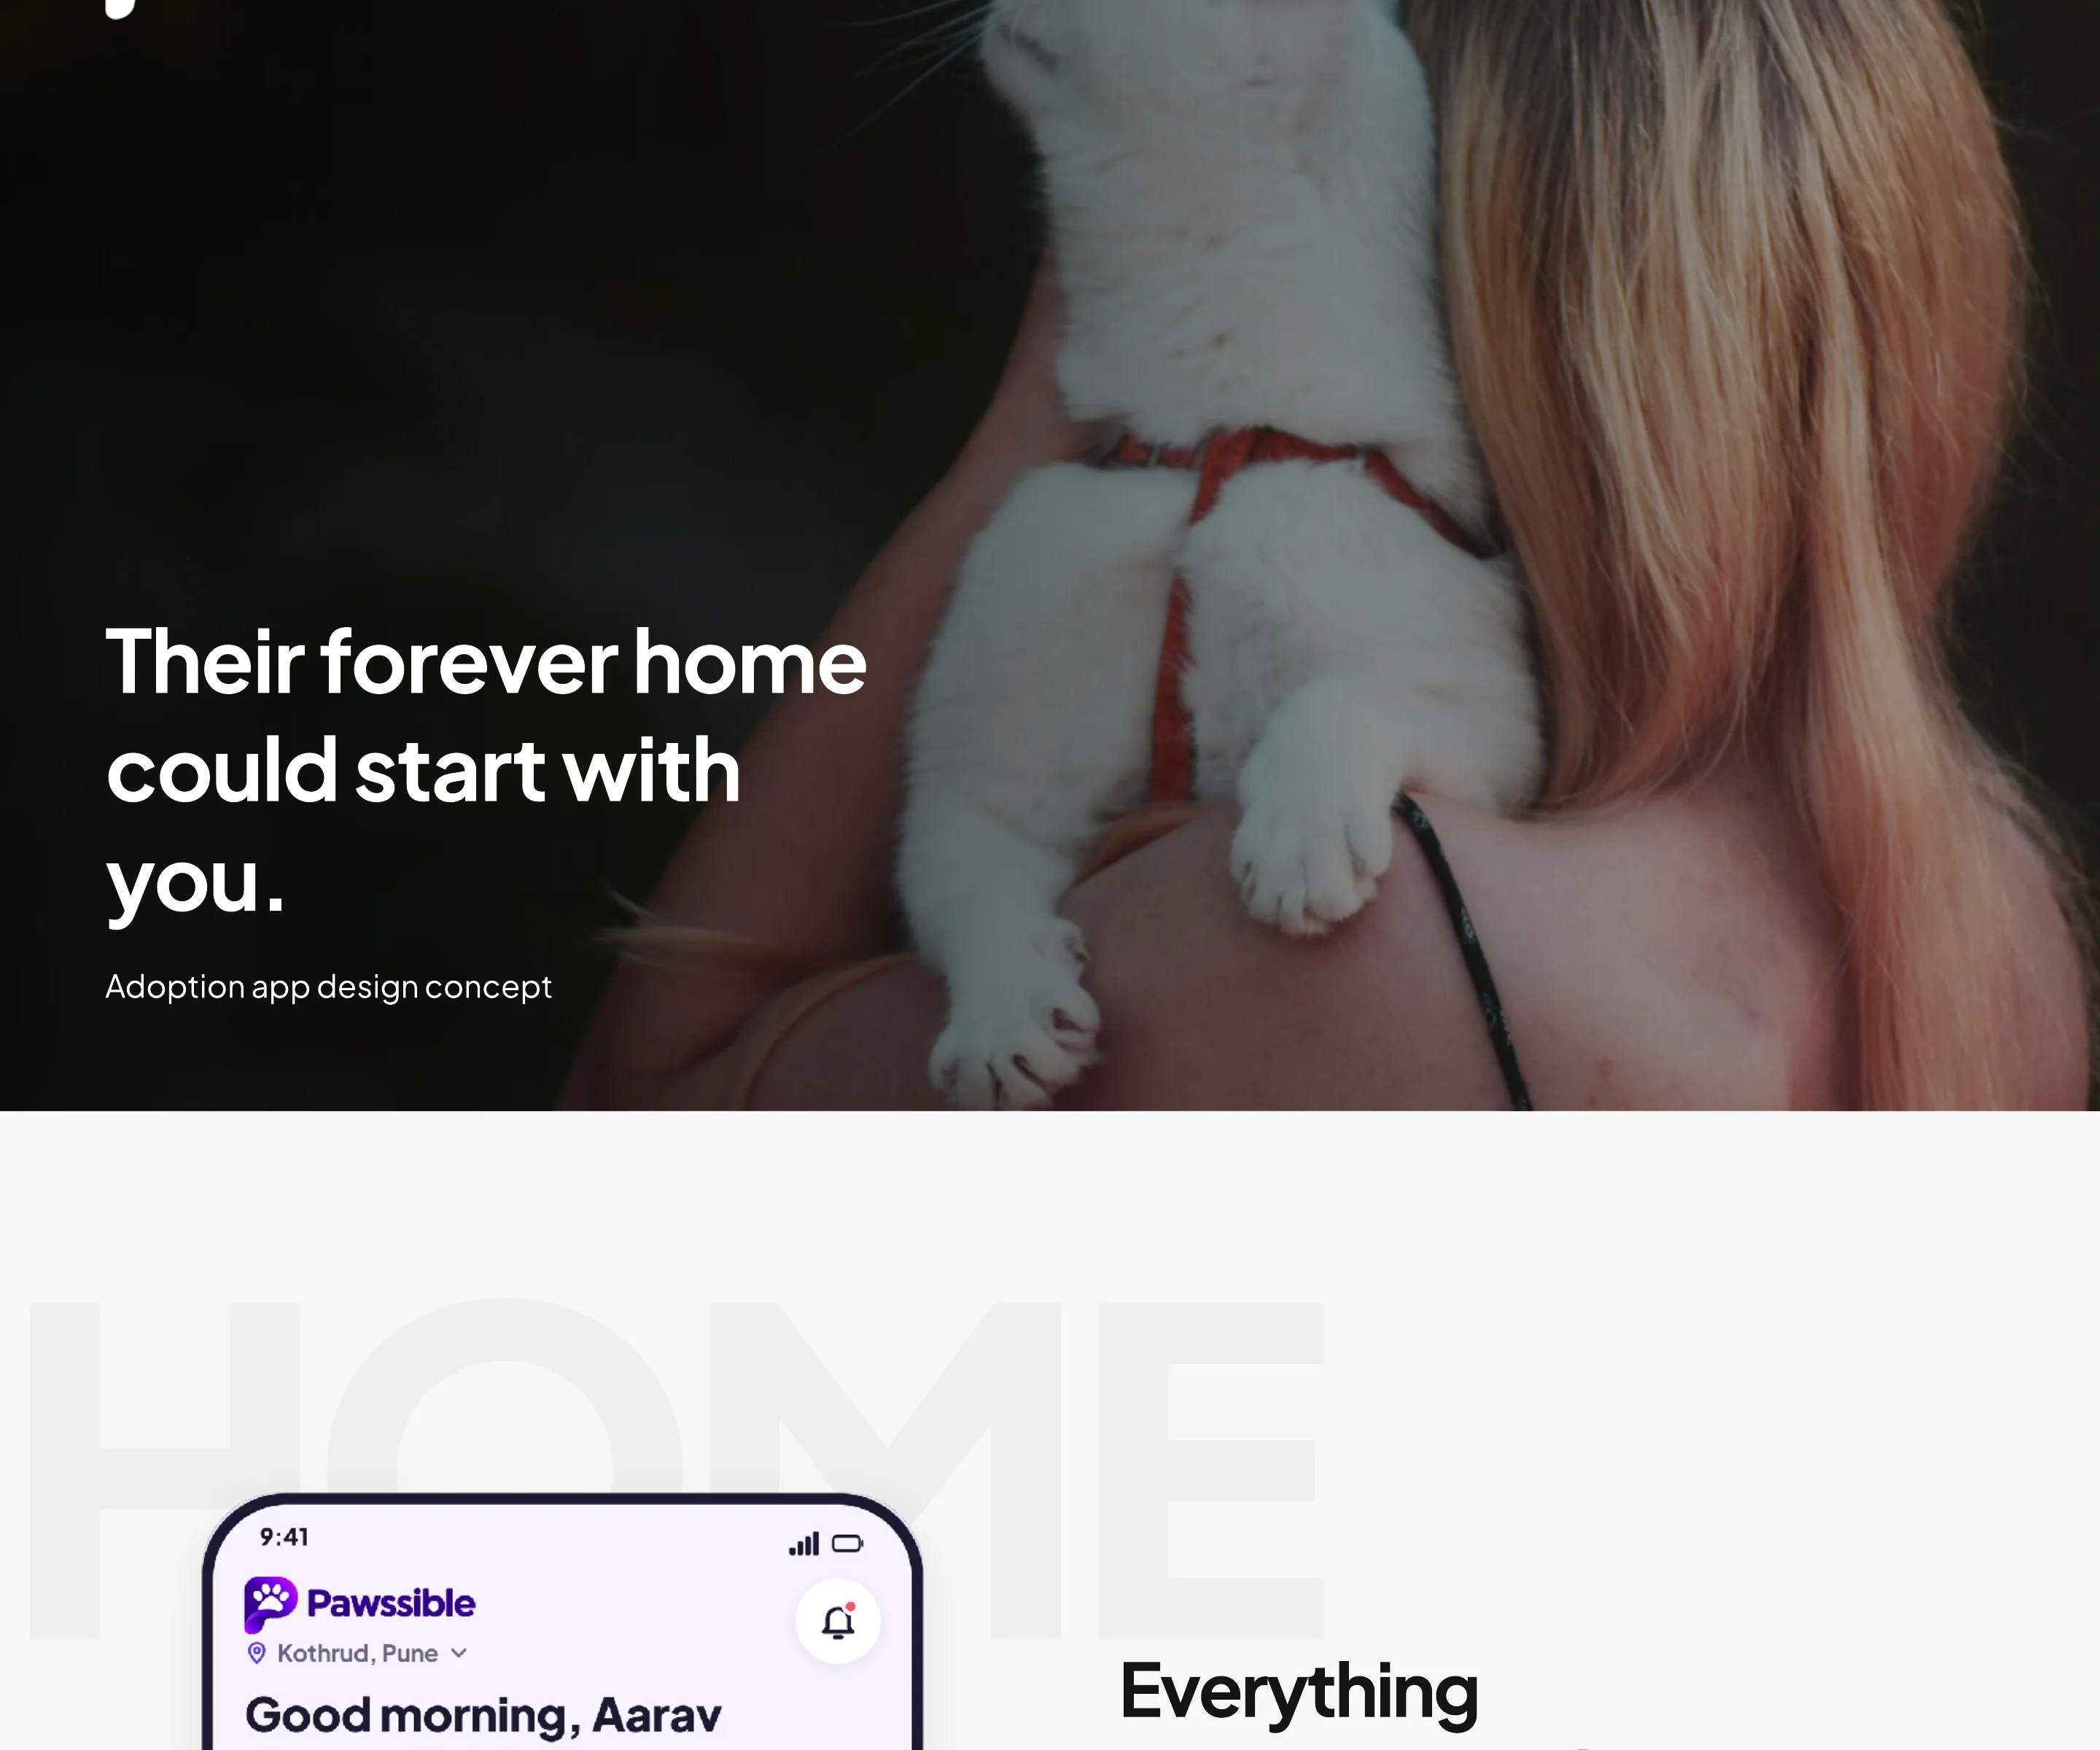 Their forever home
could start with
you.
Adoption app design concept
HOME
9:41
Pawssible
Kothrud, Pune
Good morning, Aarav
Everything